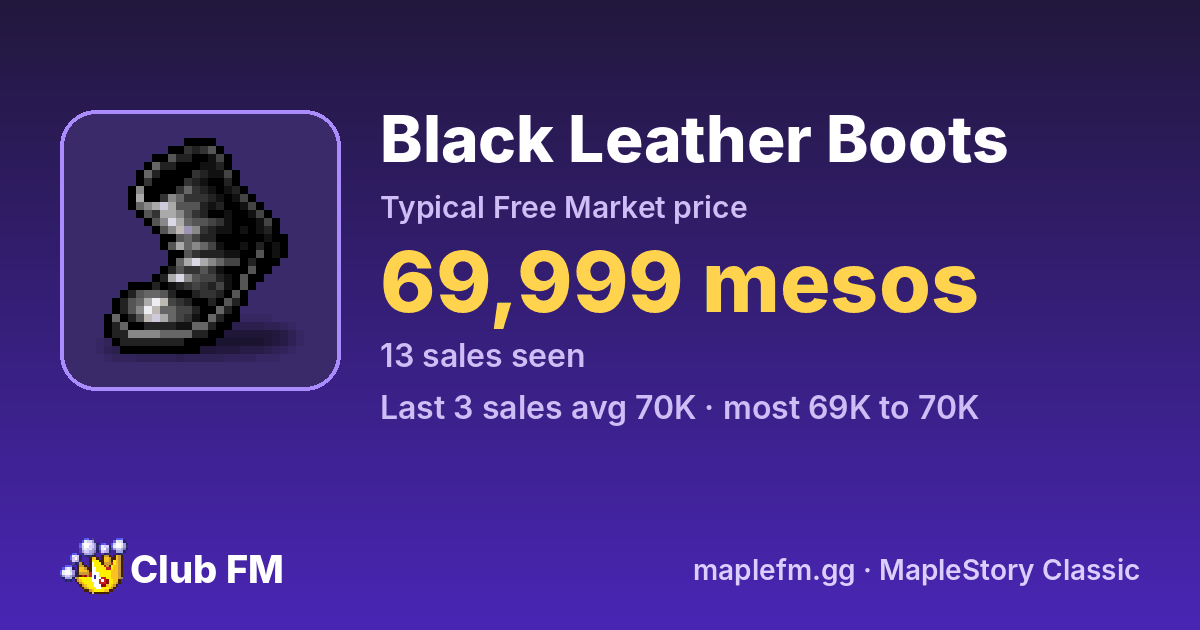 Black Leather Boots
Typical Free Market price
69,999 mesos
13 sales seen
Last 3 sales avg 70K · most 69K to 70K
Club FM
maplefm.gg · MapleStory Classic